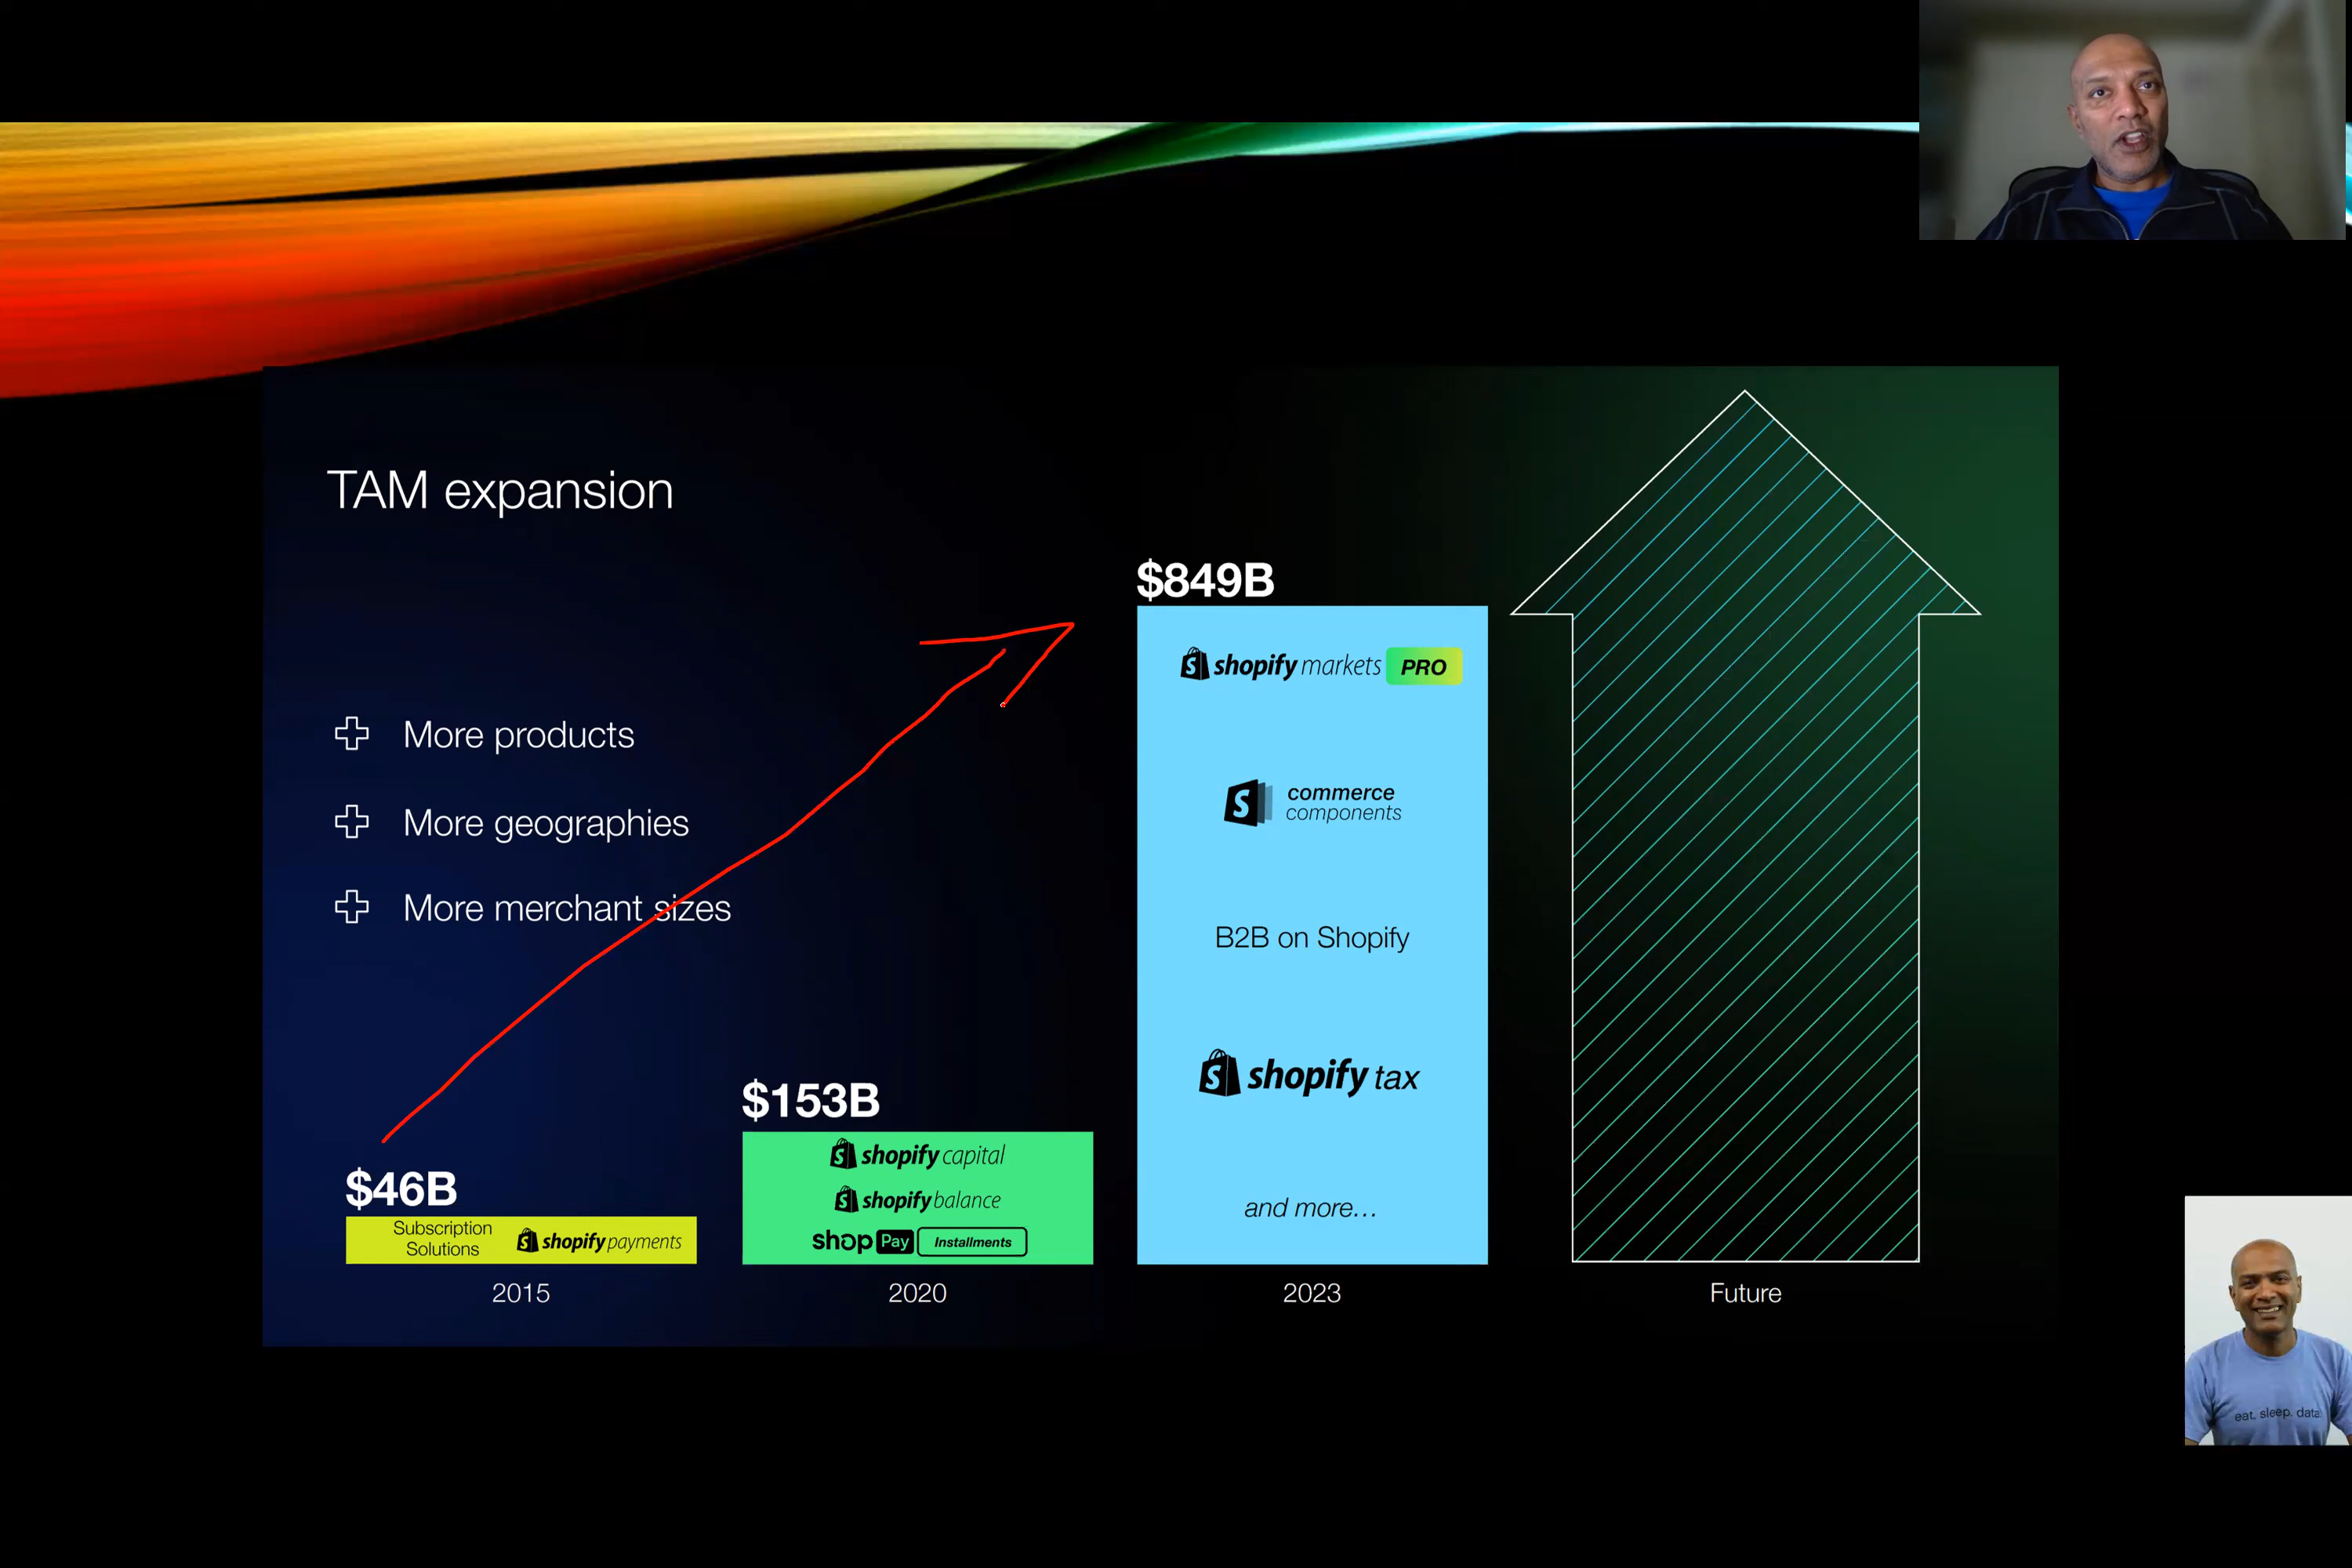 TAM expansion
More products
More geographies
More merchant sizes
$46B
Subscription
Solutions
shopify payments
2015
$153B
shopify capital
shopify balance
shop Pay Installments
2020
$849B
shopify markets PRO
commerce
components
B2B on Shopify
shopify tax
and more...
2023
Future
eat. sleep. data